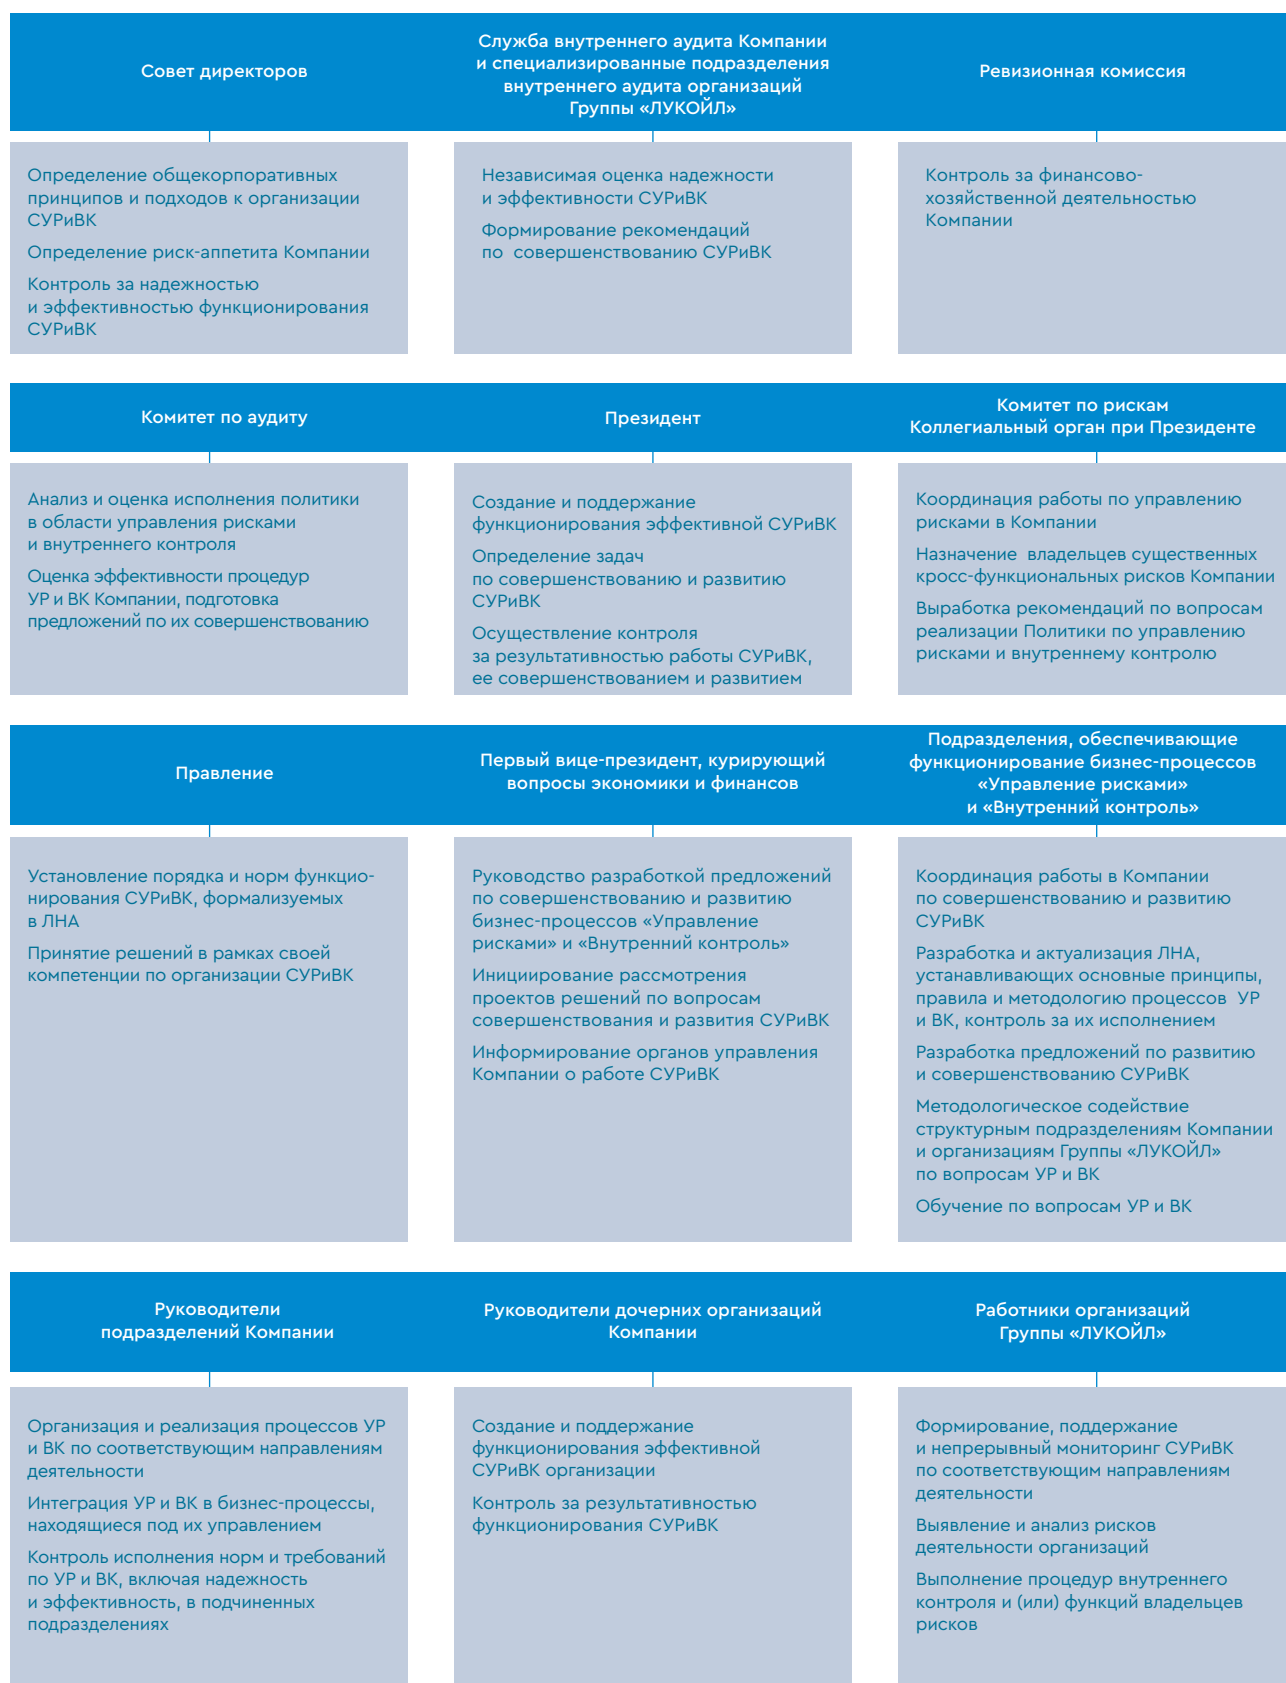 Совет директоров
Служба внутреннего аудита Компании
и специализированные подразделения
внутреннего аудита организаций
Группы «ЛУКОЙЛ»
Ревизионная комиссия
Определение общекорпоративных
принципов и подходов к организации
СУРиВК
Определение риск-аппетита Компании
Контроль за надежностью
и эффективностью функционирования
СУРиВК
Независимая оценка надежности
и эффективности СУРиВК
Формирование рекомендаций
по совершенствованию СУРиВК
Контроль за финансово-
хозяйственной деятельностью
Компании
Комитет по аудиту
Президент
Комитет по рискам
Коллегиальный орган при Президенте
Анализ и оценка исполнения политики
в области управления рисками
и внутреннего контроля
Оценка эффективности процедур
УР и ВК Компании, подготовка
предложений по их совершенствованию
Создание и поддержание
функционирования эффективной СУРиВК
Определение задач
по совершенствованию и развитию
СУРиВК
Осуществление контроля
за результативностью работы СУРиВК,
ее совершенствованием и развитием
Координация работы по управлению
рисками в Компании
Назначение владельцев существенных
кросс-функциональных рисков Компании
Выработка рекомендаций по вопросам
реализации Политики по управлению
рисками и внутреннему контролю
Правление
Первый вице-президент, курирующий
вопросы экономики и финансов
Подразделения, обеспечивающие
функционирование бизнес-процессов
«Управление рисками»
и «Внутренний контроль»
Установление порядка и норм функцио-
нирования СУРиВК, формализуемых
в ЛНА
Принятие решений в рамках своей
компетенции по организации СУРиВК
Руководство разработкой предложений
по совершенствованию и развитию
бизнес-процессов «Управление
рисками» и «Внутренний контроль»
Инициирование рассмотрения
проектов решений по вопросам
совершенствования и развития СУРиВК
Информирование органов управления
Компании о работе СУРиВК
Координация работы в Компании
по совершенствованию и развитию
СУРиВК
Разработка и актуализация ЛНА,
устанавливающих основные принципы,
правила и методологию процессов УР
и ВК, контроль за их исполнением
Разработка предложений по развитию
и совершенствованию СУРиВК
Методологическое содействие
структурным подразделениям Компании
и организациям Группы «ЛУКОЙЛ»
по вопросам УР и ВК
Обучение по вопросам УР и ВК
Руководители
подразделений Компании
Руководители дочерних организаций
Компании
Работники организаций
Группы «ЛУКОЙЛ»
Организация и реализация процессов УР
и ВК по соответствующим направлениям
деятельности
Интеграция УР и ВК в бизнес-процессы,
находящиеся под их управлением
Контроль исполнения норм и требований
по УР и ВК, включая надежность
и эффективность, в подчиненных
подразделениях
Создание и поддержание
функционирования эффективной
СУРиВК организации
Контроль за результативностью
функционирования СУРиВК
Формирование, поддержание
и непрерывный мониторинг СУРиВК
по соответствующим направлениям
деятельности
Выявление и анализ рисков
деятельности организаций
Выполнение процедур внутреннего
контроля и (или) функций владельцев
рисков